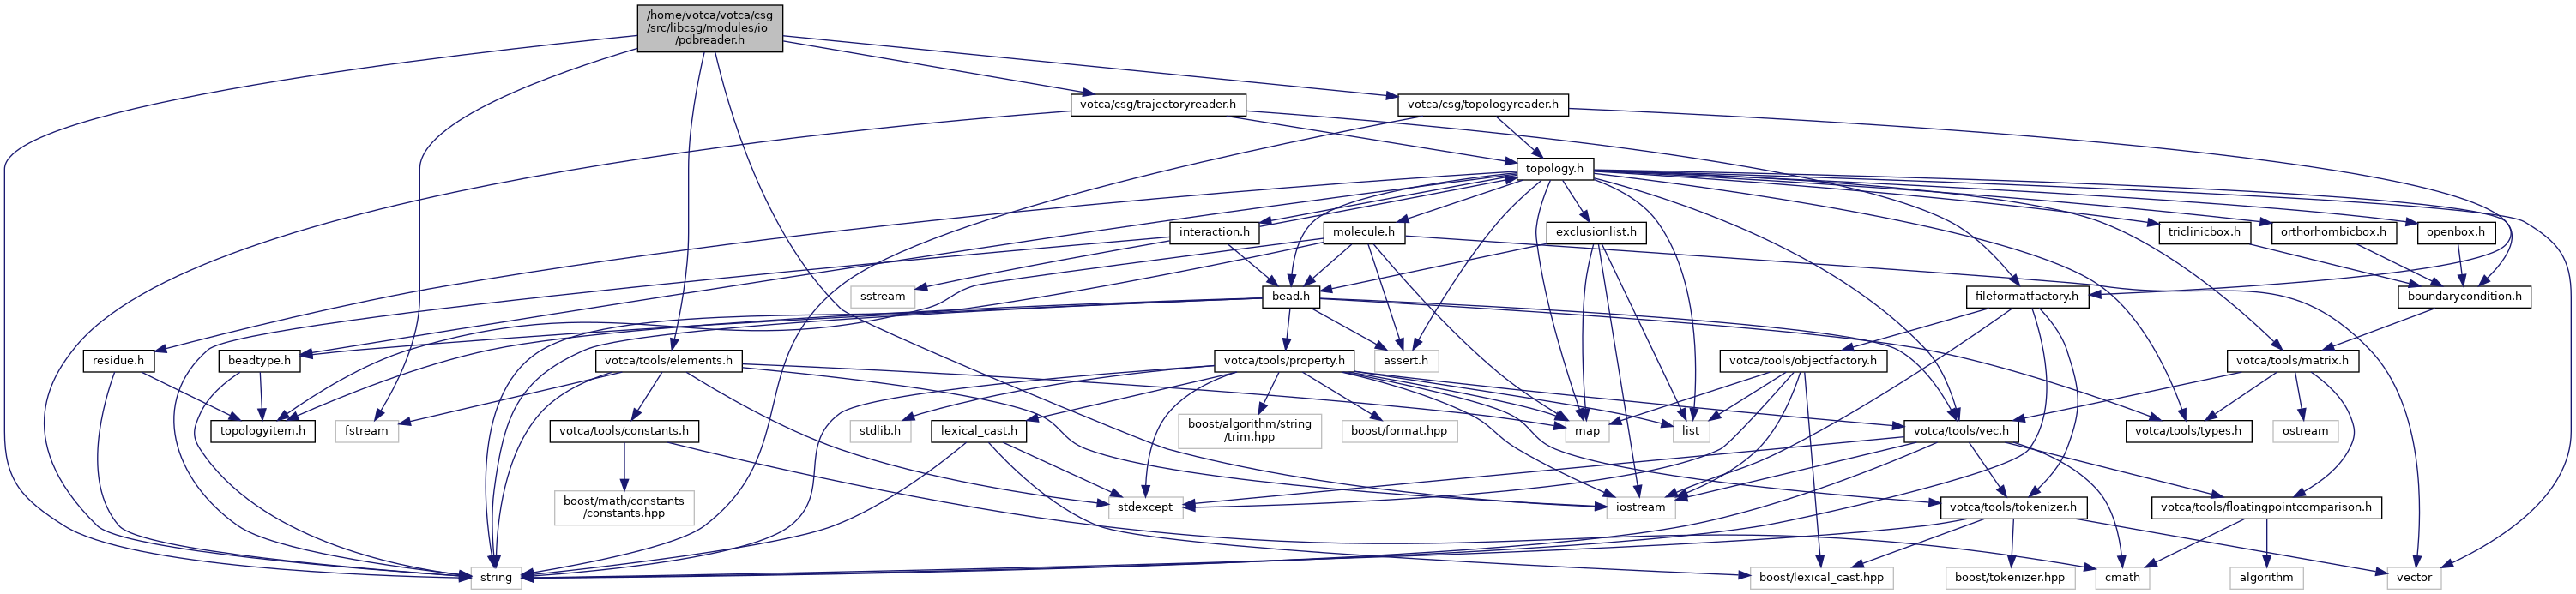 /home/votca/votca/csg
/src/libcsg/modules/io
/pdbreader.h
votca/csg/trajectoryreader.h
votca/csg/topologyreader.h
topology.h
interaction.h
molecule.h
exclusionlist.h
triclinicbox.h
orthorhombicbox.h
openbox.h
sstream
bead.h
fileformatfactory.h
boundarycondition.h
residue.h
beadtype.h
votca/tools/elements.h
votca/tools/property.h
assert.h
votca/tools/objectfactory.h
votca/tools/matrix.h
topologyitem.h
fstream
votca/tools/constants.h
stdlib.h
lexical_cast.h
boost/algorithm/string
/trim.hpp
boost/format.hpp
map
list
votca/tools/vec.h
votca/tools/types.h
ostream
boost/math/constants
/constants.hpp
stdexcept
iostream
votca/tools/tokenizer.h
votca/tools/floatingpointcomparison.h
string
boost/lexical_cast.hpp
boost/tokenizer.hpp
cmath
algorithm
vector